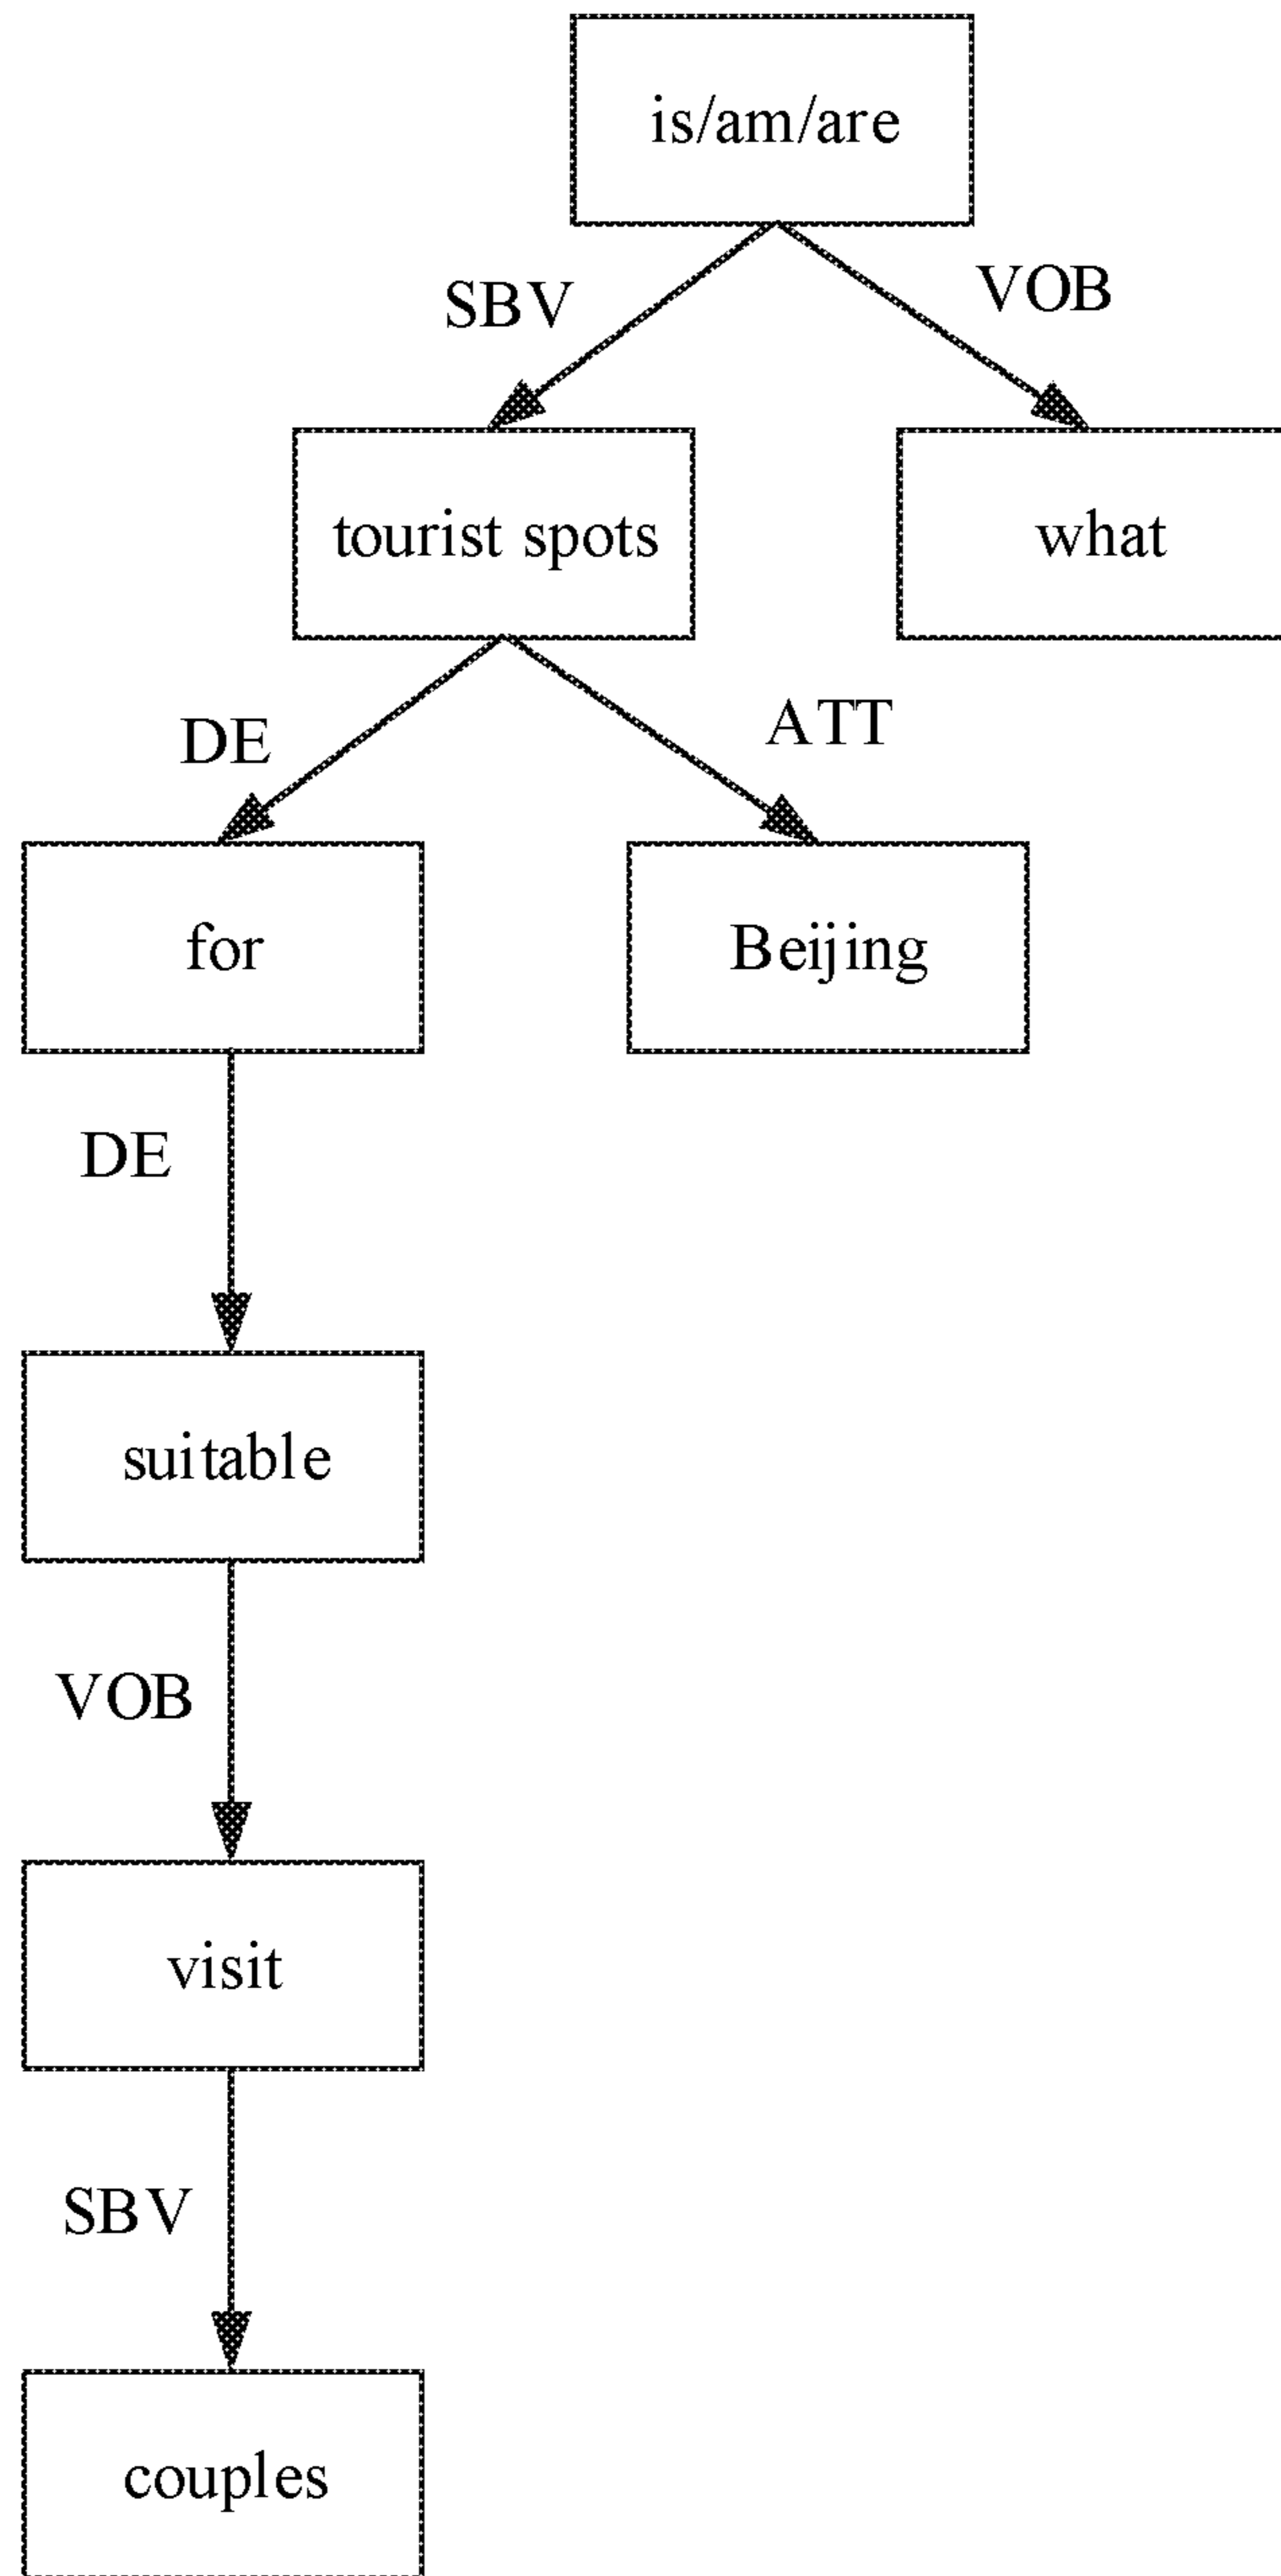 is/am/are
SBV
VOB
tourist spots
what
DE
ATT
for
Beijing
DE
suitable
VOB
visit
SBV
couples